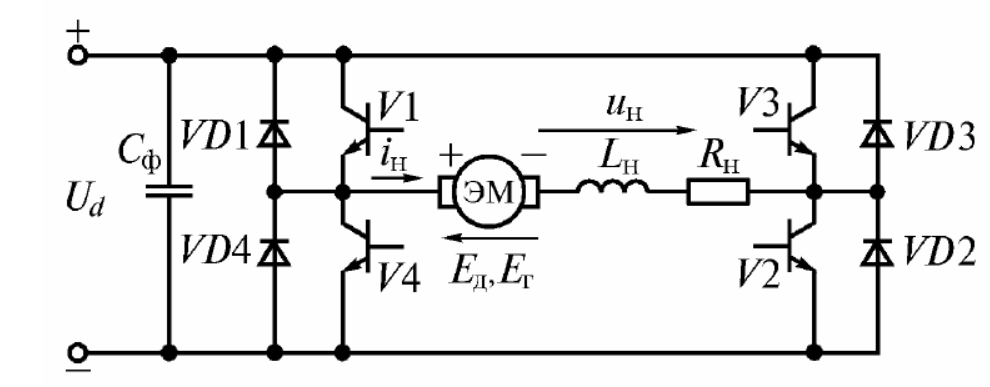 +
V1
V3
uн
VD1
VD3
Cф
iн
+
−
Lн
Rн
Ud
ЭМ
VD4
V4
Eд, Eг
V2
VD2
−